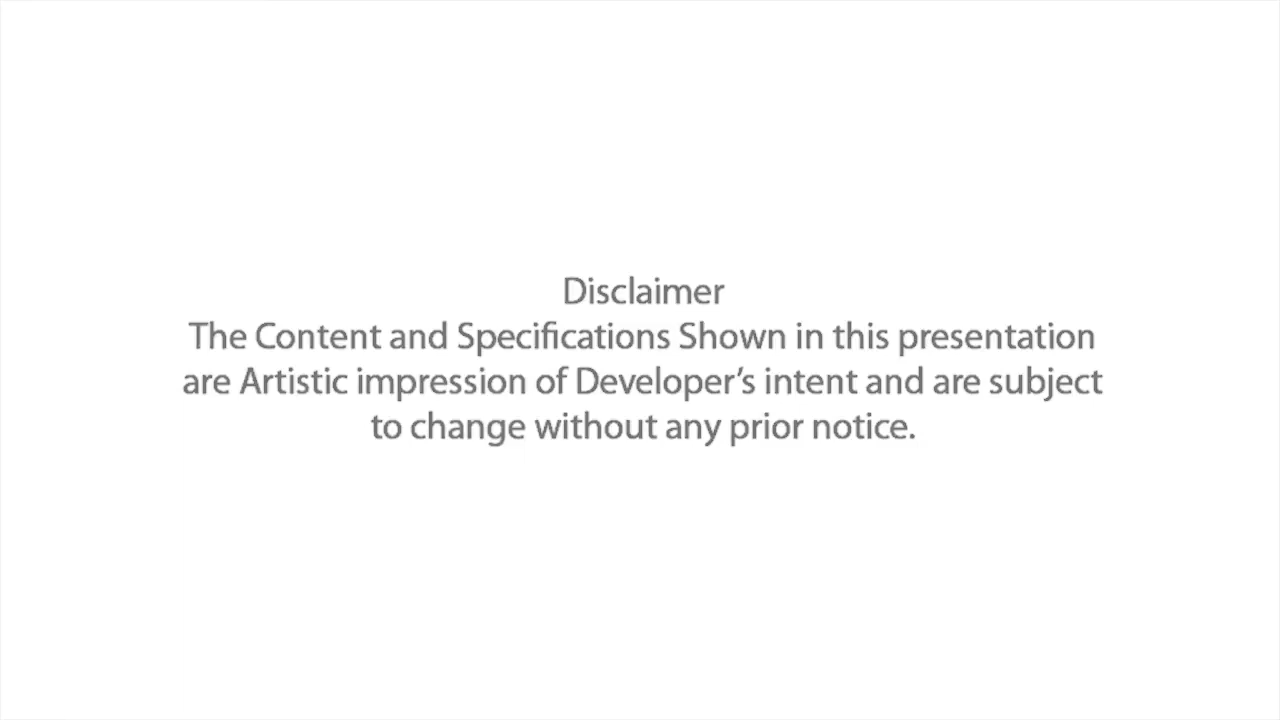 Disclaimer
The Content and Specifications Shown in this presentation
are Artistic impression of Developer’s intent and are subject
to change without any prior notice.